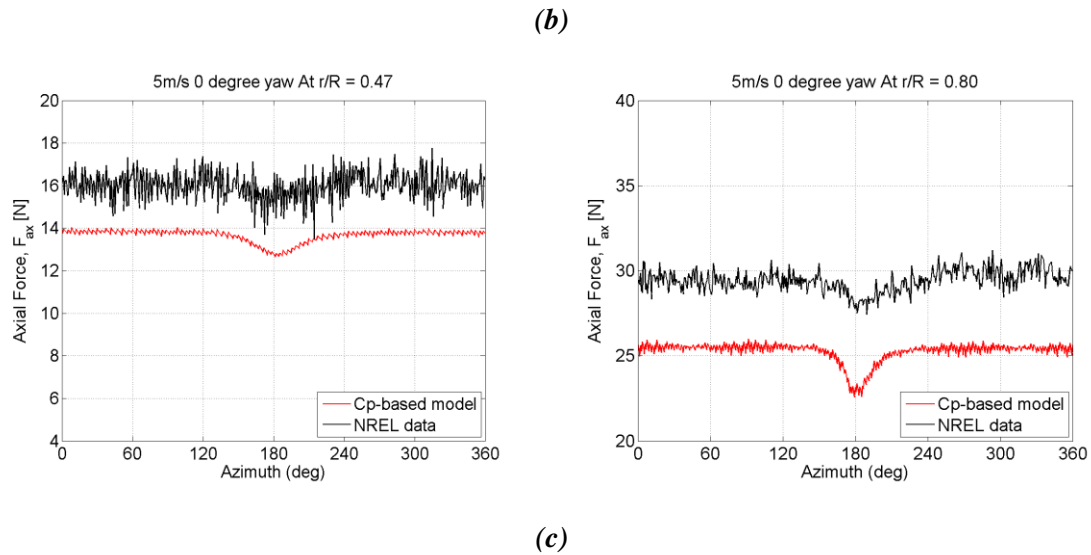 (b)
5m/s 0 degree yaw At r/R = 0.47
20
18
16
14
12
10
8
6
4
Axial Force, F_ax [N]
Cp-based model
NREL data
0 60 120 180 240 300 360
Azimuth (deg)
5m/s 0 degree yaw At r/R = 0.80
40
35
30
25
20
Axial Force, F_ax [N]
Cp-based model
NREL data
0 60 120 180 240 300 360
Azimuth (deg)
(c)